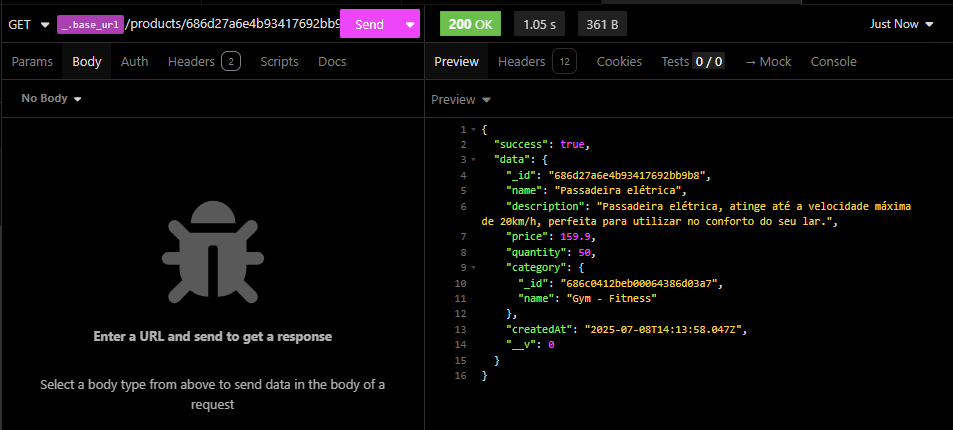 GET _.base_url/products/686d27a6e4b93417692bb9 Send
200 OK 1.05 s 361 B Just Now
Params Body Auth Headers 2 Scripts Docs
Preview Headers 12 Cookies Tests 0 / 0 → Mock Console
No Body
Preview
Enter a URL and send to get a response
Select a body type from above to send data in the body of a
request
1 {
2 "success": true,
3 "data": {
4 "_id": "686d27a6e4b93417692bb9b8",
5 "name": "Passadeira elétrica",
6 "description": "Passadeira elétrica, atinge até a velocidade máxima
de 20km/h, perfeita para utilizar no conforto do seu lar.",
7 "price": 159.9,
8 "quantity": 50,
9 "category": {
10 "_id": "686c0412beb00064386d03a7",
11 "name": "Gym - Fitness"
12 },
13 "createdAt": "2025-07-08T14:13:58.047Z",
14 "__v": 0
15 }
16 }